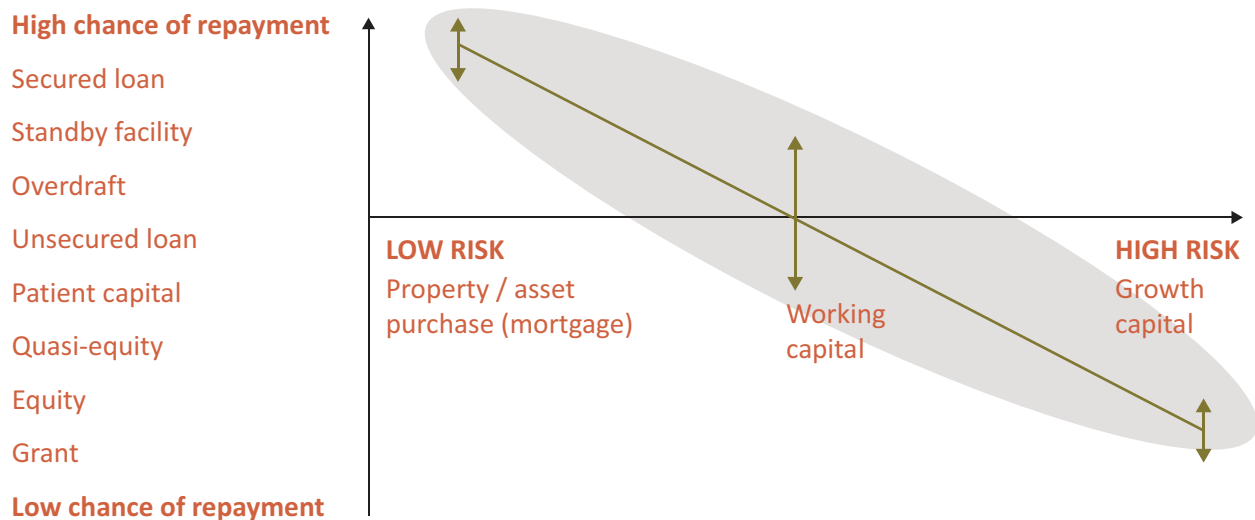 High chance of repayment
Secured loan
Standby facility
Overdraft
Unsecured loan
Patient capital
Quasi-equity
Equity
Grant
Low chance of repayment
LOW RISK
Property / asset
purchase (mortgage)
Working
capital
HIGH RISK
Growth
capital